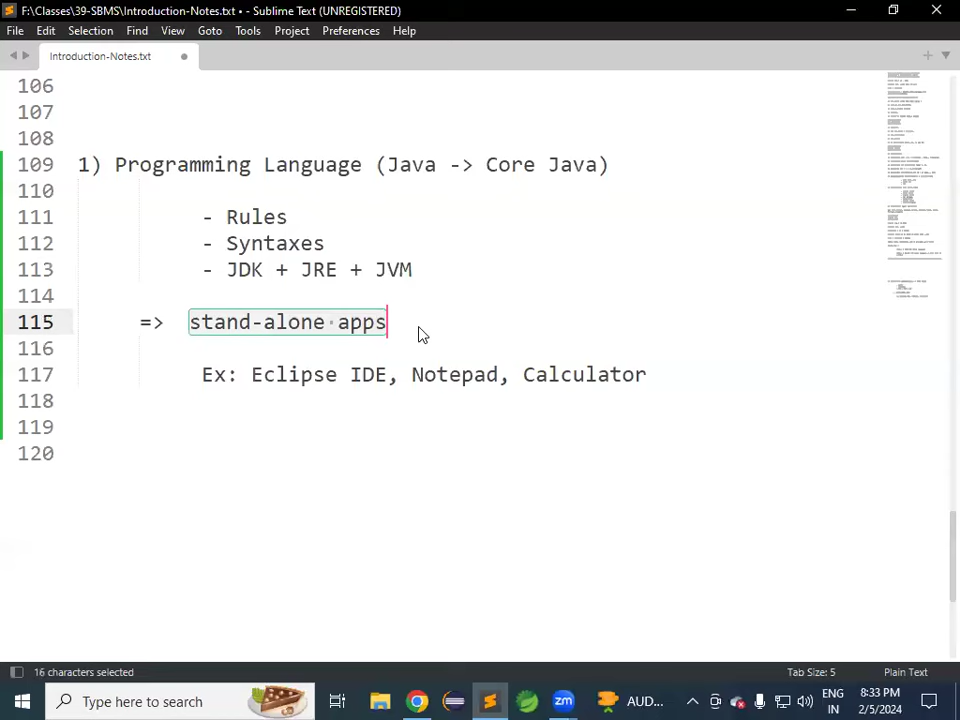 F:\Classes\39-SBMS\Introduction-Notes.txt • - Sublime Text (UNREGISTERED)
File Edit Selection Find View Goto Tools Project Preferences Help
Introduction-Notes.txt
106
107
108
109 1) Programming Language (Java -> Core Java)
110
111 - Rules
112 - Syntaxes
113 - JDK + JRE + JVM
114
115 => stand-alone apps
116
117 Ex: Eclipse IDE, Notepad, Calculator
118
119
120
16 characters selected Tab Size: 5 Plain Text
Type here to search AUD... ENG IN 8:33 PM 2/5/2024